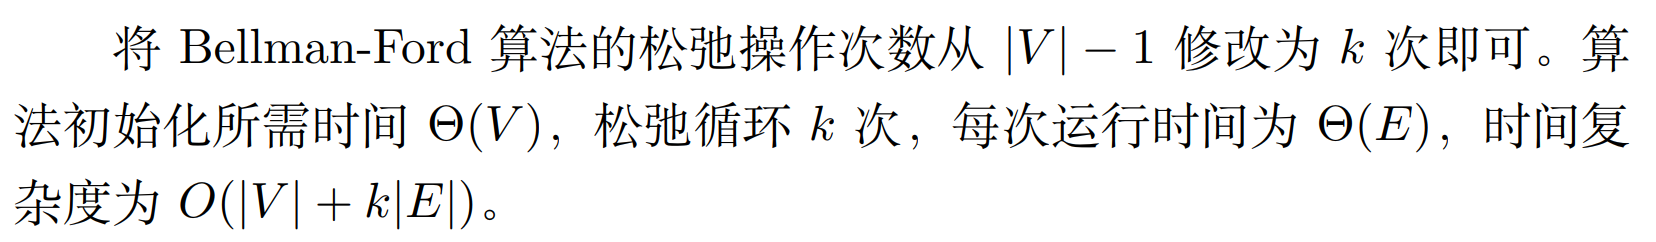 将 Bellman-Ford 算法的松弛操作次数从 |V| − 1 修改为 k 次即可。算
法初始化所需时间 Θ(V)，松弛循环 k 次，每次运行时间为 Θ(E)，时间复
杂度为 O(|V| + k|E|)。